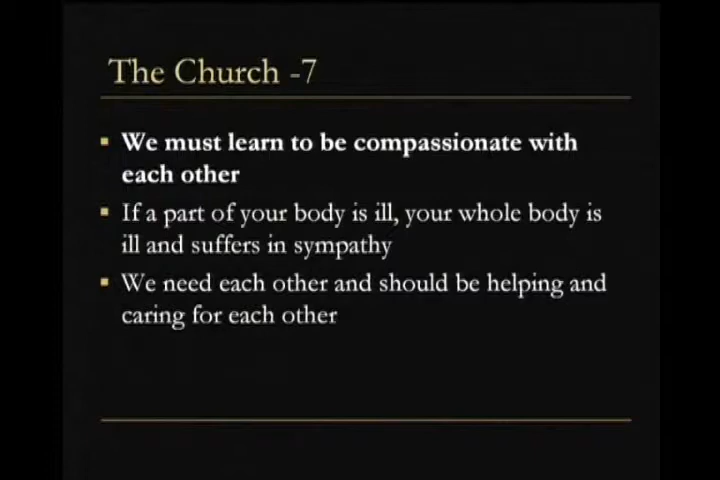 The Church -7
We must learn to be compassionate with
each other
If a part of your body is ill, your whole body is
ill and suffers in sympathy
We need each other and should be helping and
caring for each other